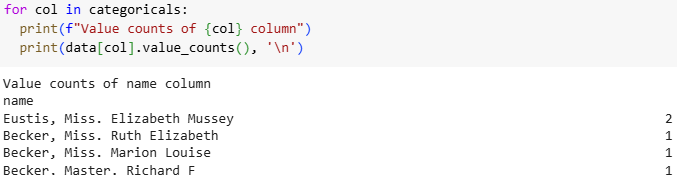 for col in categoricals:
  print(f"Value counts of {col} column")
  print(data[col].value_counts(), '\n')
Value counts of name column
name
Eustis, Miss. Elizabeth Mussey 2
Becker, Miss. Ruth Elizabeth 1
Becker, Miss. Marion Louise 1
Becker. Master. Richard F 1